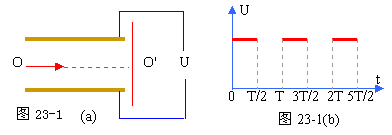 O
O'
U
图 23-1 (a)
U
0 T/2 T 3T/2 2T 5T/2 t
图 23-1(b)